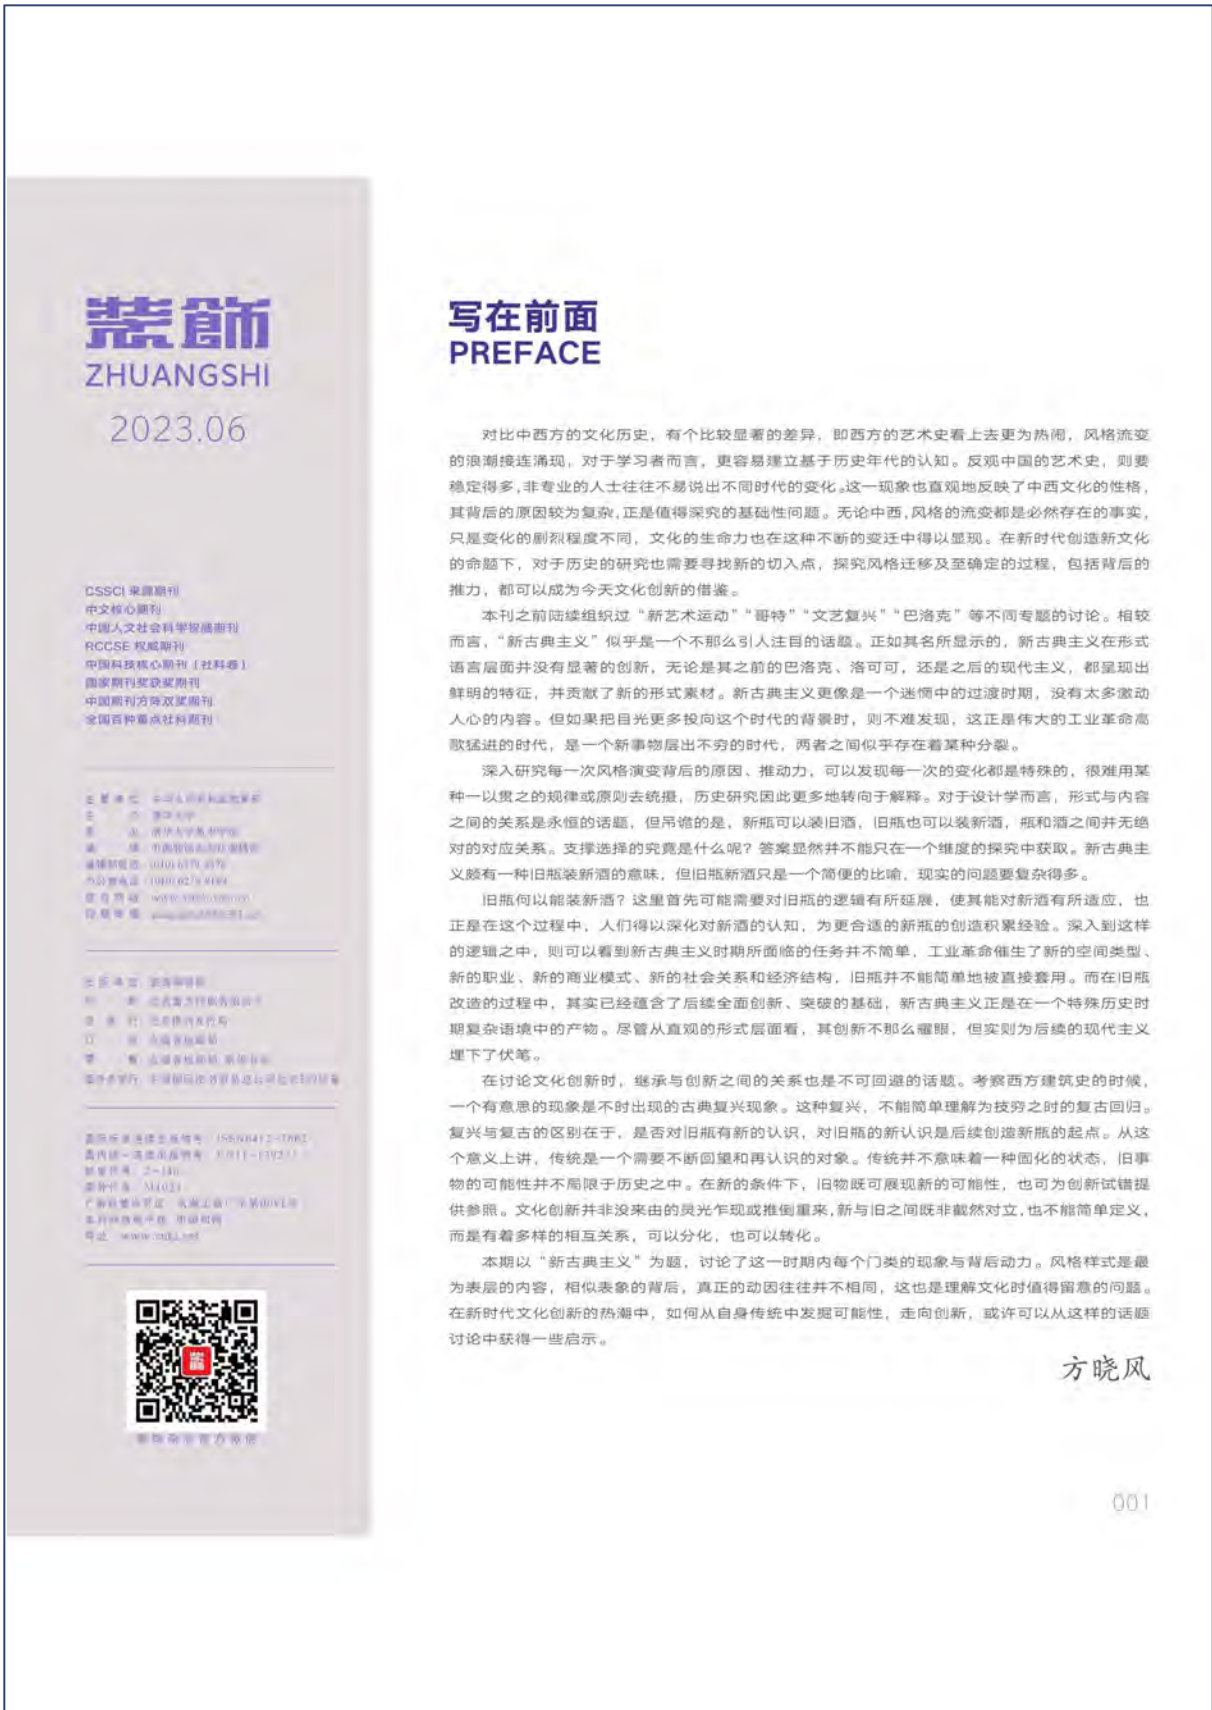 装飾
ZHUANGSHI
2023.06
CSSCI 来源期刊
中文核心期刊
中国人文社会科学权威期刊
RCCSE 权威期刊
中国科技核心期刊（社科卷）
国家期刊奖获奖期刊
中国期刊方阵双奖期刊
全国百种重点社科期刊
写在前面
PREFACE
对比中西方的文化历史，有个比较显著的差异，即西方的艺术史看上去更为热闹，风格流变
的浪潮接连涌现，对于学习者而言，更容易建立基于历史年代的认知。反观中国的艺术史，则要
稳定得多，非专业的人士往往不易说出不同时代的变化。这一现象也直观地反映了中西文化的性格，
其背后的原因较为复杂，正是值得深究的基础性问题。无论中西，风格的流变都是必然存在的事实，
只是变化的剧烈程度不同，文化的生命力也在这种不断的变迁中得以显现。在新时代创造新文化
的命题下，对于历史的研究也需要寻找新的切入点，探究风格迁移及至确定的过程，包括背后的
推力，都可以成为今天文化创新的借鉴。
本刊之前陆续组织过“新艺术运动”“哥特”“文艺复兴”“巴洛克”等不同专题的讨论。相较
而言，“新古典主义”似乎是一个不那么引人注目的话题。正如其名所显示的，新古典主义在形式
语言层面并没有显著的创新，无论是其之前的巴洛克、洛可可，还是之后的现代主义，都呈现出
鲜明的特征，并贡献了新的形式素材。新古典主义更像是一个迷惘中的过渡时期，没有太多激动
人心的内容。但如果把目光更多投向这个时代的背景时，则不难发现，这正是伟大的工业革命高
歌猛进的时代，是一个新事物层出不穷的时代，两者之间似乎存在着某种分裂。
深入研究每一次风格演变背后的原因、推动力，可以发现每一次的变化都是特殊的，很难用某
种一以贯之的规律或原则去统摄，历史研究因此更多地转向于解释。对于设计学而言，形式与内容
之间的关系是永恒的话题，但吊诡的是，新瓶可以装旧酒，旧瓶也可以装新酒，瓶和酒之间并无绝
对的对应关系。支撑选择的究竟是什么呢？答案显然并不能只在一个维度的探究中获取。新古典主
义颇有一种旧瓶装新酒的意味，但旧瓶新酒只是一个简便的比喻，现实的问题要复杂得多。
旧瓶何以能装新酒？这里首先可能需要对旧瓶的逻辑有所延展，使其能对新酒有所适应，也
正是在这个过程中，人们得以深化对新酒的认知，为更合适的新瓶的创造积累经验。深入到这样
的逻辑之中，则可以看到新古典主义时期所面临的任务并不简单，工业革命催生了新的空间类型、
新的职业、新的商业模式、新的社会关系和经济结构，旧瓶并不能简单地被直接套用。而在旧瓶
改造的过程中，其实已经蕴含了后续全面创新、突破的基础，新古典主义正是在一个特殊历史时
期复杂语境中的产物。尽管从直观的形式层面看，其创新不那么耀眼，但实则为后续的现代主义
埋下了伏笔。
在讨论文化创新时，继承与创新之间的关系也是不可回避的话题。考察西方建筑史的时候，
一个有意思的现象是不时出现的古典复兴现象。这种复兴，不能简单理解为技穷之时的复古回归。
复兴与复古的区别在于，是否对旧瓶有新的认识，对旧瓶的新认识是后续创造新瓶的起点。从这
个意义上讲，传统是一个需要不断回望和再认识的对象。传统并不意味着一种固化的状态，旧事
物的可能性并不局限于历史之中。在新的条件下，旧物既可展现新的可能性，也可为创新试错提
供参照。文化创新并非没来由的灵光乍现或推倒重来，新与旧之间既非截然对立，也不能简单定义，
而是有着多样的相互关系，可以分化，也可以转化。
本期以“新古典主义”为题，讨论了这一时期内每个门类的现象与背后动力。风格样式是最
为表层的内容，相似表象的背后，真正的动因往往并不相同，这也是理解文化时值得留意的问题。
在新时代文化创新的热潮中，如何从自身传统中发掘可能性，走向创新，或许可以从这样的话题
讨论中获得一些启示。
方晓风
001